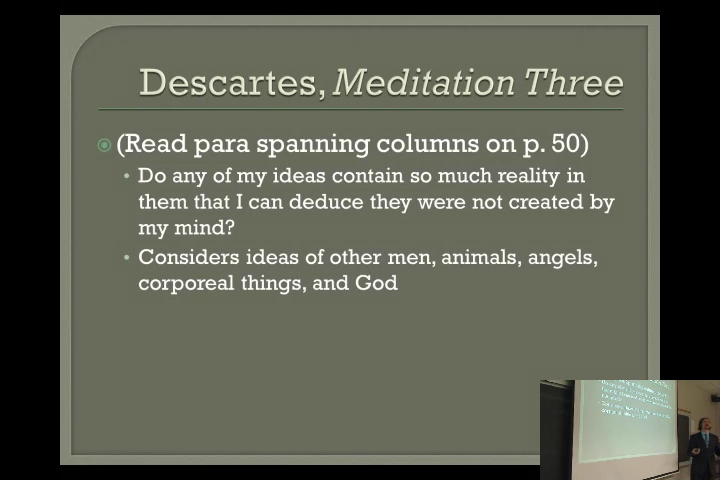 Descartes, Meditation Three
(Read para spanning columns on p. 50)
Do any of my ideas contain so much reality in
them that I can deduce they were not created by
my mind?
Considers ideas of other men, animals, angels,
corporeal things, and God